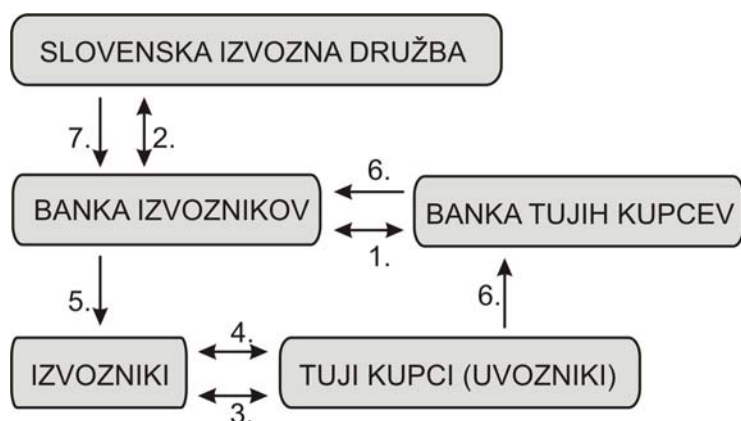 SLOVENSKA IZVOZNA DRUŽBA
7. 2.
6.
BANKA IZVOZNIKOV
BANKA TUJIH KUPCEV
1.
5.
6.
4.
IZVOZNIKI
TUJI KUPCI (UVOZNIKI)
3.